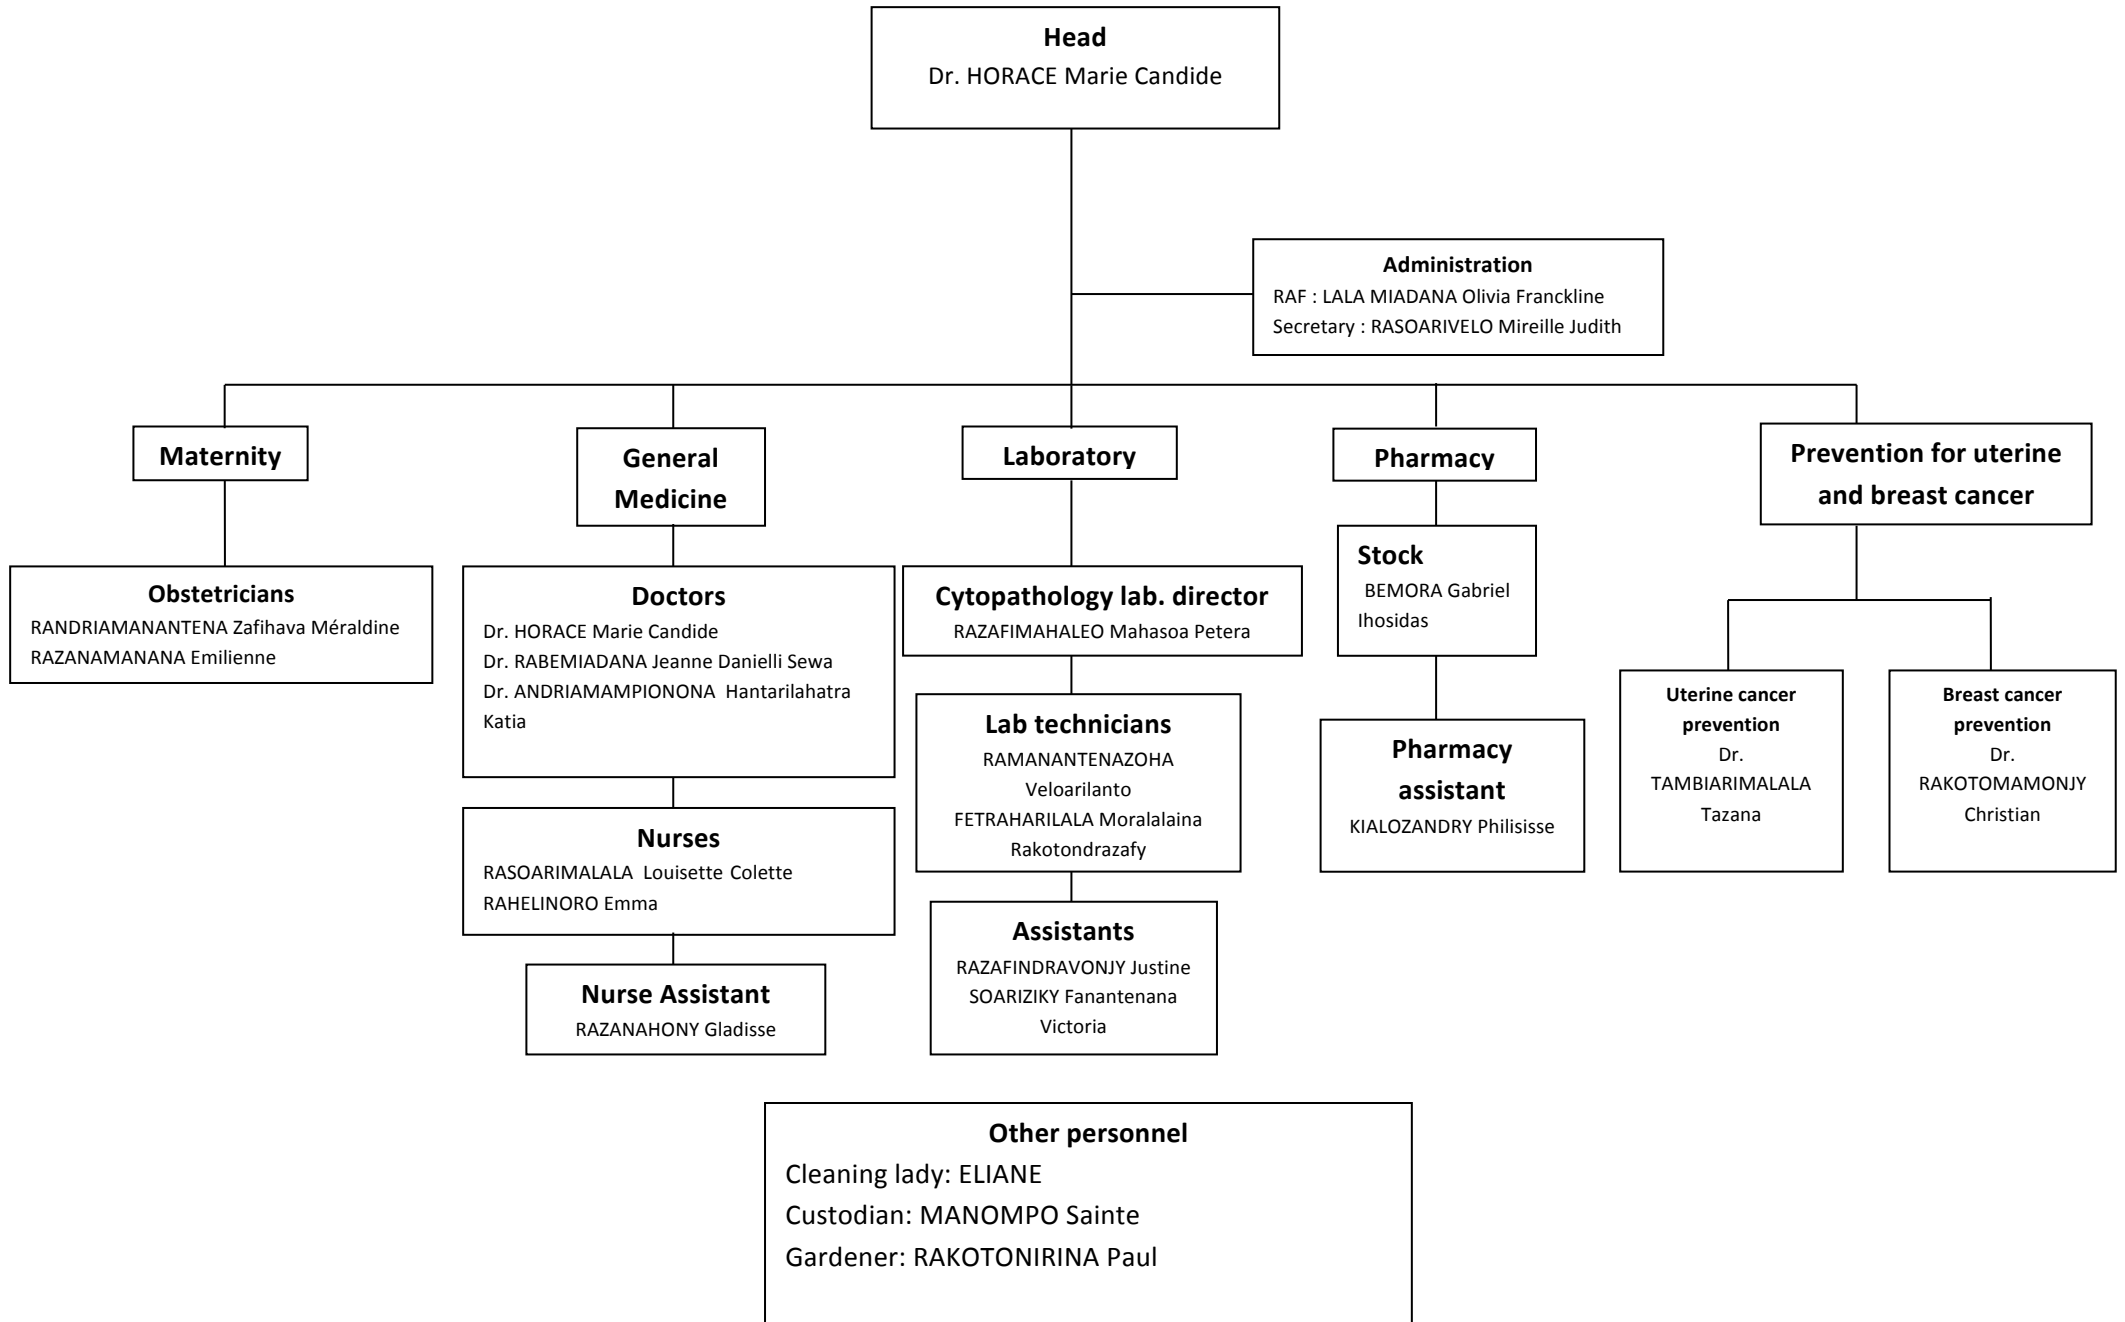 Head
Dr. HORACE Marie Candide
Administration
RAF : LALA MIADANA Olivia Franckline
Secretary : RASOARIVELO Mireille Judith
Maternity
General
Medicine
Laboratory
Pharmacy
Prevention for uterine
and breast cancer
Obstetricians
RANDRIAMANANTENA Zafihava Méraldine
RAZANAMANANA Emilienne
Doctors
Dr. HORACE Marie Candide
Dr. RABEMIADANA Jeanne Danielli Sewa
Dr. ANDRIAMAMPIONONA Hantarilahatra
Katia
Nurses
RASOARIMALALA Louisette Colette
RAHELINORO Emma
Nurse Assistant
RAZANAHONY Gladisse
Cytopathology lab. director
RAZAFIMAHALEO Mahasoa Petera
Lab technicians
RAMANANTENAZOHA
Veloarilanto
FETRAHARILALA Moralalaina
Rakotondrazafy
Assistants
RAZAFINDRAVONJY Justine
SOARIZIKY Fanantenana
Victoria
Stock
BEMORA Gabriel
Ihosidas
Pharmacy
assistant
KIALOZANDRY Philisisse
Uterine cancer
prevention
Dr.
TAMBIARIMALALA
Tazana
Breast cancer
prevention
Dr.
RAKOTOMAMONJY
Christian
Other personnel
Cleaning lady: ELIANE
Custodian: MANOMPO Sainte
Gardener: RAKOTONIRINA Paul